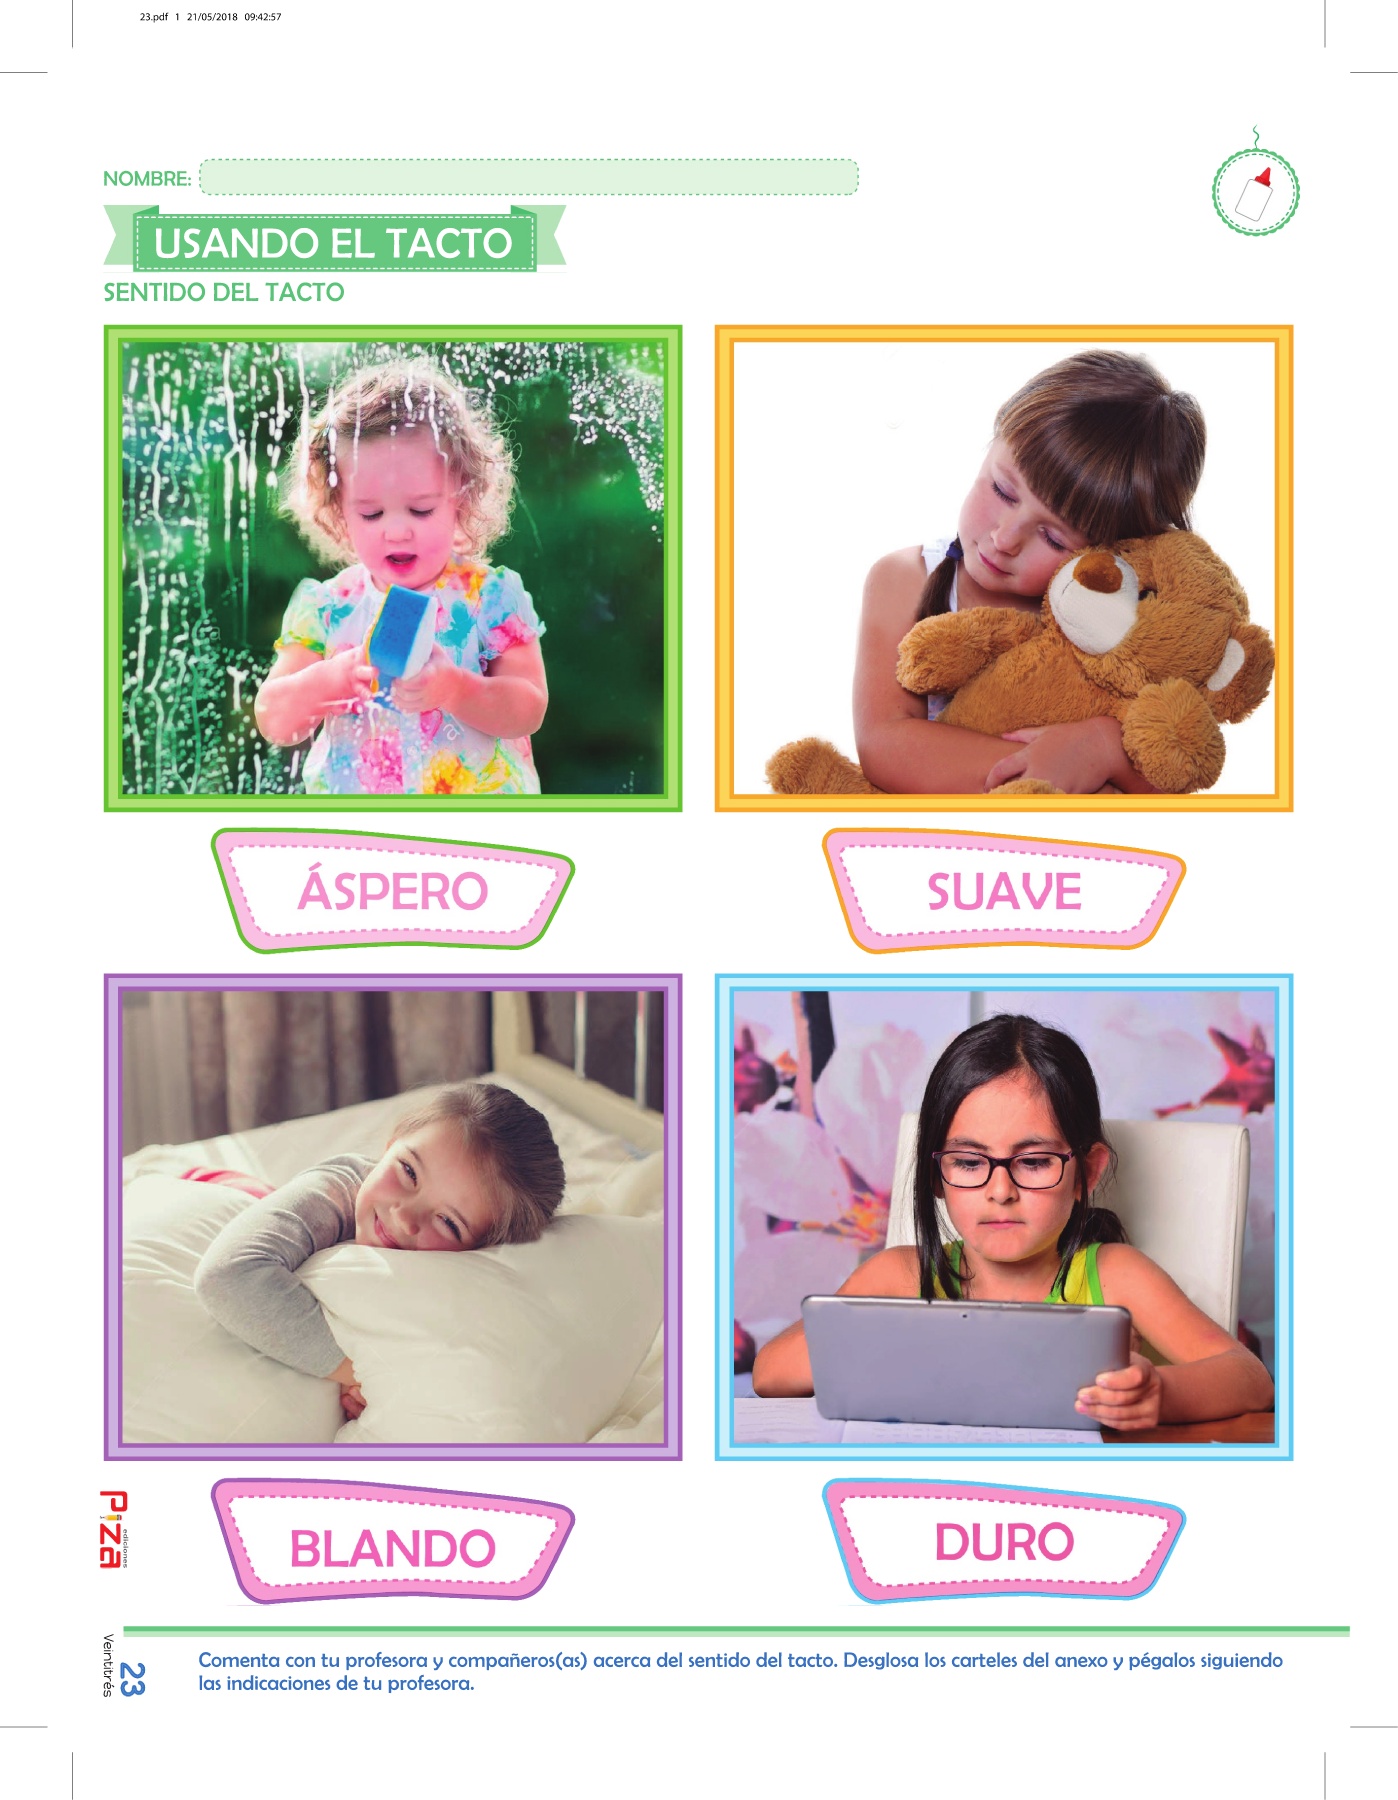 23.pdf 1 21/05/2018 09:42:57
NOMBRE:
USANDO EL TACTO
SENTIDO DEL TACTO
ÁSPERO
SUAVE
BLANDO
DURO
Piza
ediciones
Veintitrés
23
Comenta con tu profesora y compañeros(as) acerca del sentido del tacto. Desglosa los carteles del anexo y pégalos siguiendo
las indicaciones de tu profesora.